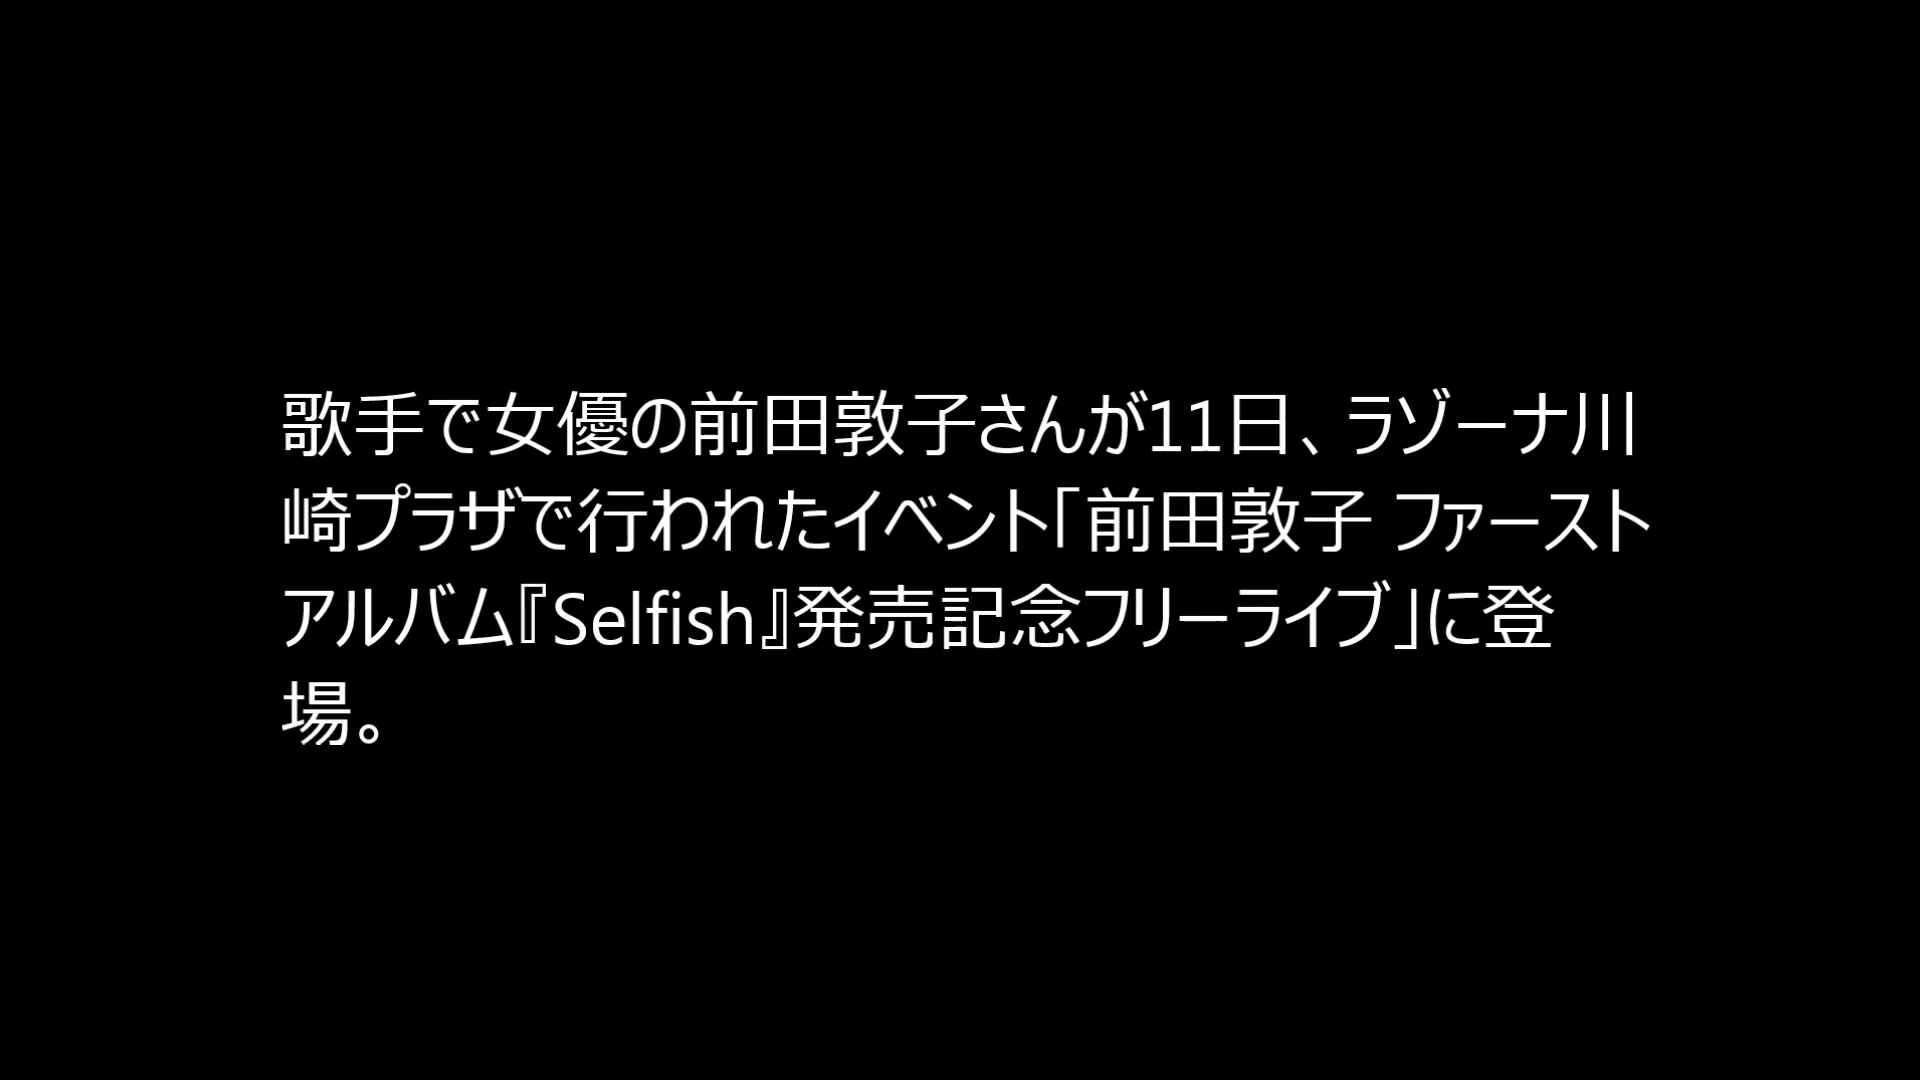 歌手で女優の前田敦子さんが11日、ラゾーナ川
崎プラザで行われたイベント「前田敦子 ファースト
アルバム『Selfish』発売記念フリーライブ」に登
場。